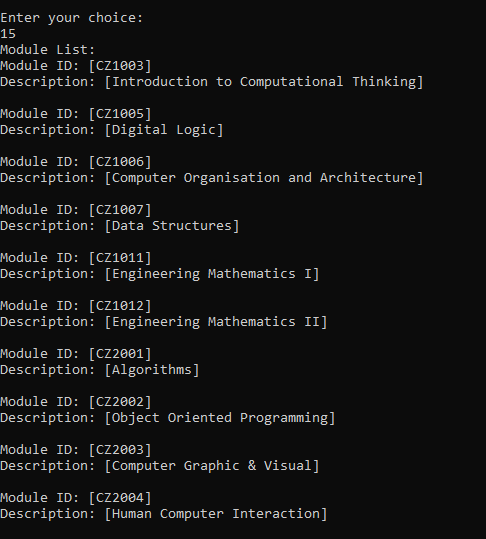 Enter your choice:
15
Module List:
Module ID: [CZ1003]
Description: [Introduction to Computational Thinking]
Module ID: [CZ1005]
Description: [Digital Logic]
Module ID: [CZ1006]
Description: [Computer Organisation and Architecture]
Module ID: [CZ1007]
Description: [Data Structures]
Module ID: [CZ1011]
Description: [Engineering Mathematics I]
Module ID: [CZ1012]
Description: [Engineering Mathematics II]
Module ID: [CZ2001]
Description: [Algorithms]
Module ID: [CZ2002]
Description: [Object Oriented Programming]
Module ID: [CZ2003]
Description: [Computer Graphic & Visual]
Module ID: [CZ2004]
Description: [Human Computer Interaction]